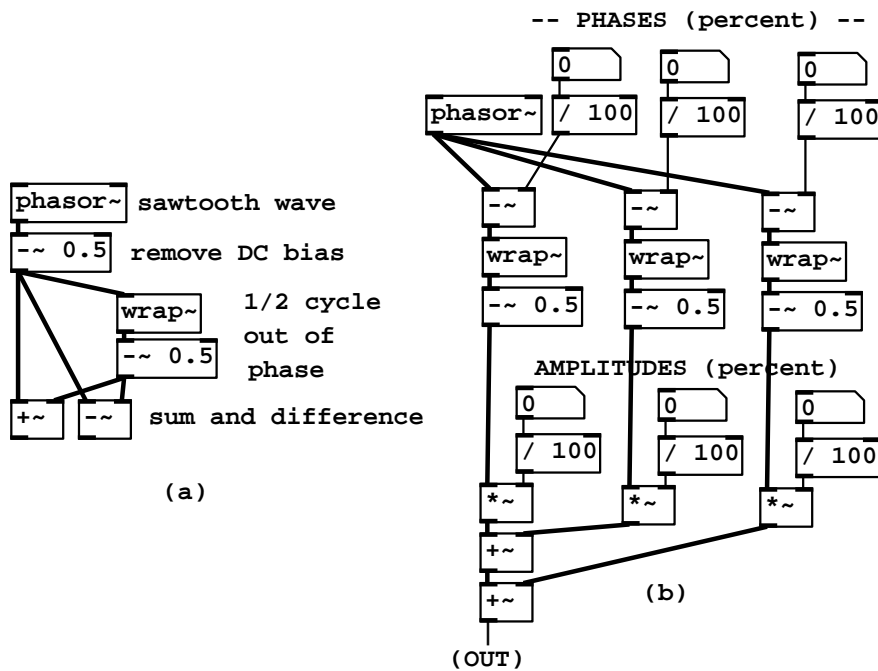 -- PHASES (percent) --
0
0
0
phasor~
/ 100
/ 100
/ 100
phasor~
sawtooth wave
-~
-~
-~
-~ 0.5
remove DC bias
wrap~
wrap~
wrap~
wrap~
1/2 cycle
out of
phase
-~ 0.5
-~ 0.5
-~ 0.5
-~ 0.5
AMPLITUDES (percent)
+~
-~
sum and difference
0
0
0
/ 100
/ 100
/ 100
(a)
*~
*~
*~
+~
+~
(b)
(OUT)